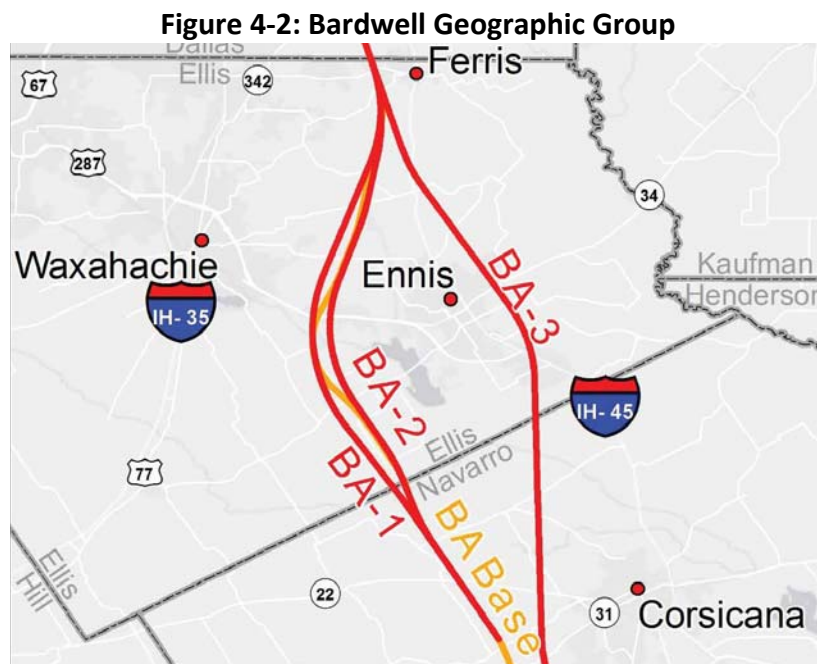 Figure 4-2: Bardwell Geographic Group
Dallas
Ellis
Ferris
67
342
287
34
Waxahachie
Ennis
BA-3
Kaufman
Henderson
IH- 35
BA-2
IH- 45
Ellis
Navarro
77
BA-1
BA Base
Ellis
Hill
22
31
Corsicana